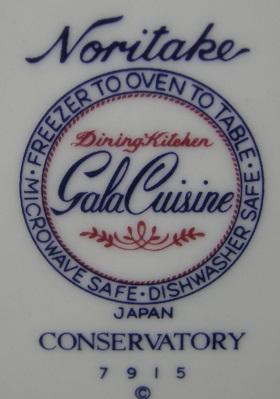 Noritake
FREEZER TO OVEN TO TABLE · DISHWASHER SAFE · MICROWAVE SAFE ·
Dining Kitchen
Gala Cuisine
JAPAN
CONSERVATORY
7915
©